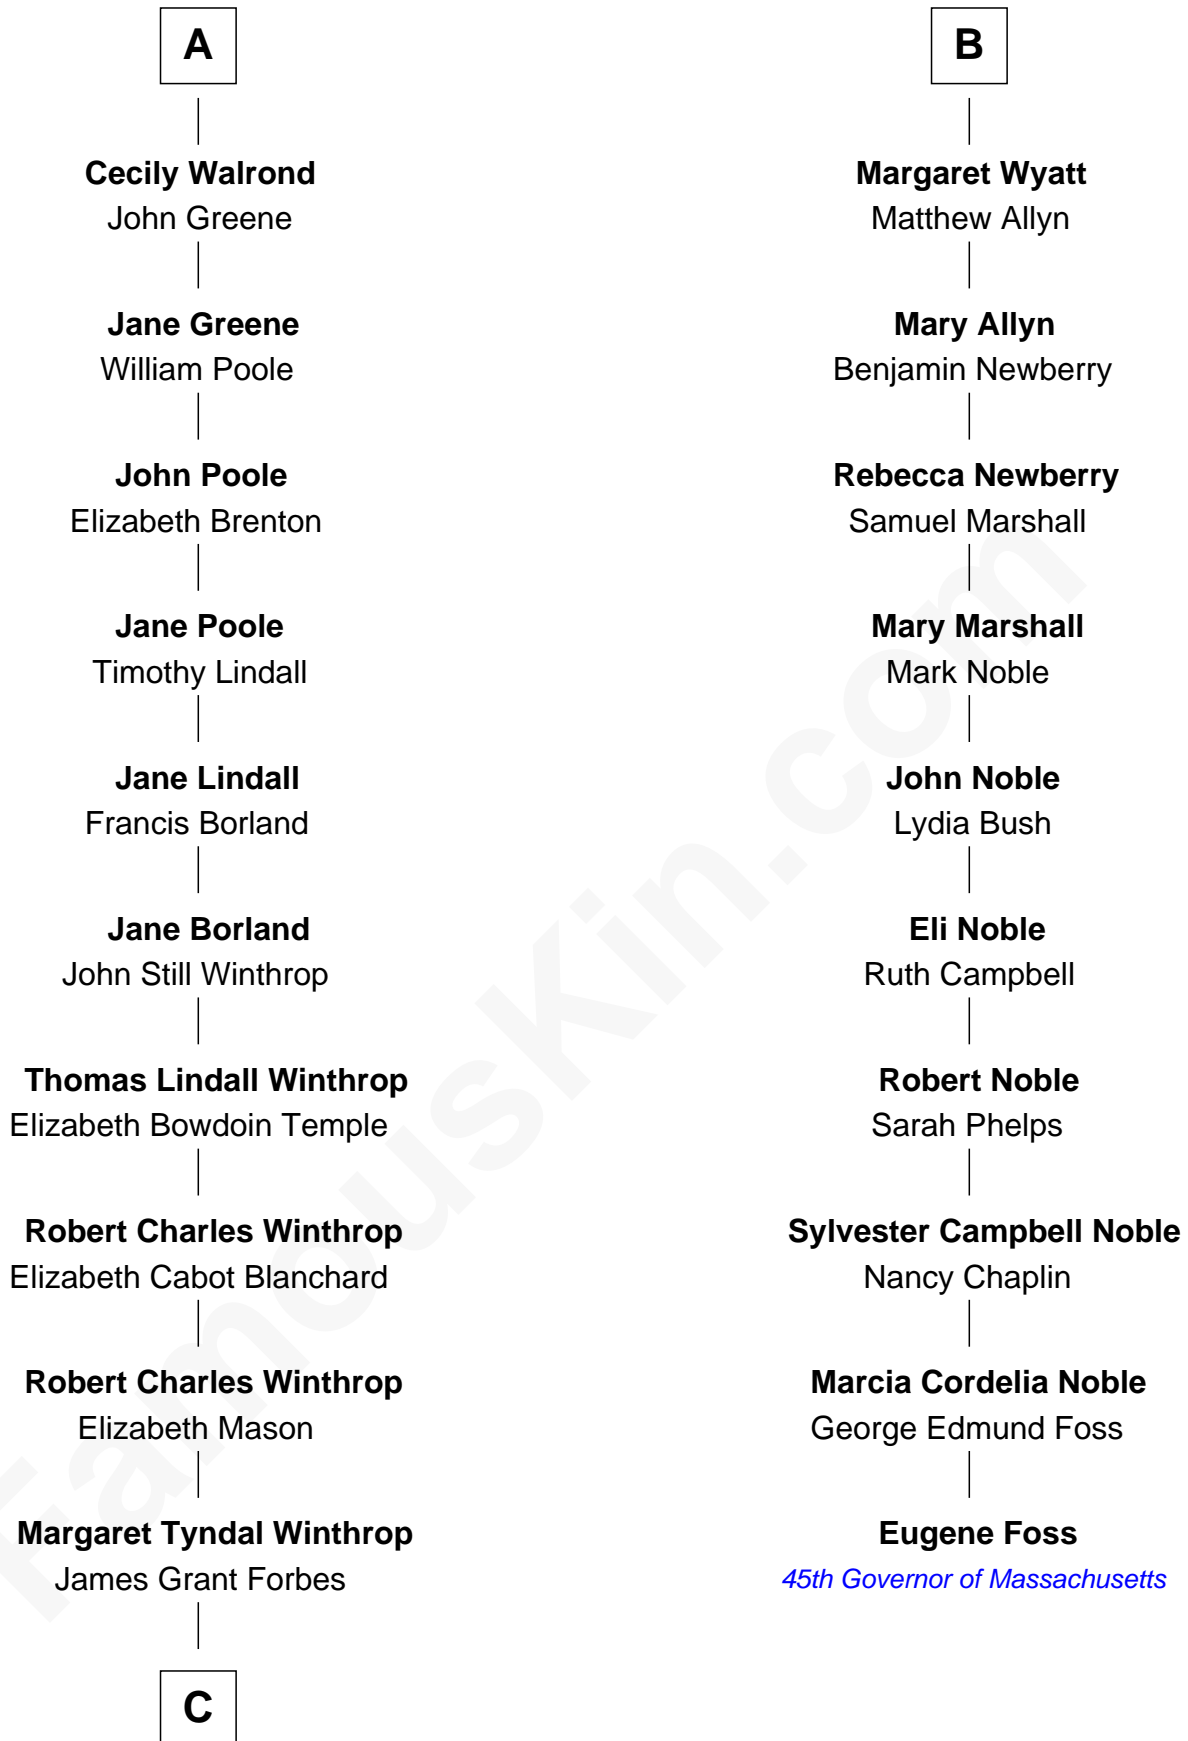 A
Cecily Walrond
John Greene
Jane Greene
William Poole
John Poole
Elizabeth Brenton
Jane Poole
Timothy Lindall
Jane Lindall
Francis Borland
Jane Borland
John Still Winthrop
Thomas Lindall Winthrop
Elizabeth Bowdoin Temple
Robert Charles Winthrop
Elizabeth Cabot Blanchard
Robert Charles Winthrop
Elizabeth Mason
Margaret Tyndal Winthrop
James Grant Forbes
C
B
Margaret Wyatt
Matthew Allyn
Mary Allyn
Benjamin Newberry
Rebecca Newberry
Samuel Marshall
Mary Marshall
Mark Noble
John Noble
Lydia Bush
Eli Noble
Ruth Campbell
Robert Noble
Sarah Phelps
Sylvester Campbell Noble
Nancy Chaplin
Marcia Cordelia Noble
George Edmund Foss
Eugene Foss
45th Governor of Massachusetts
FamousKin.com